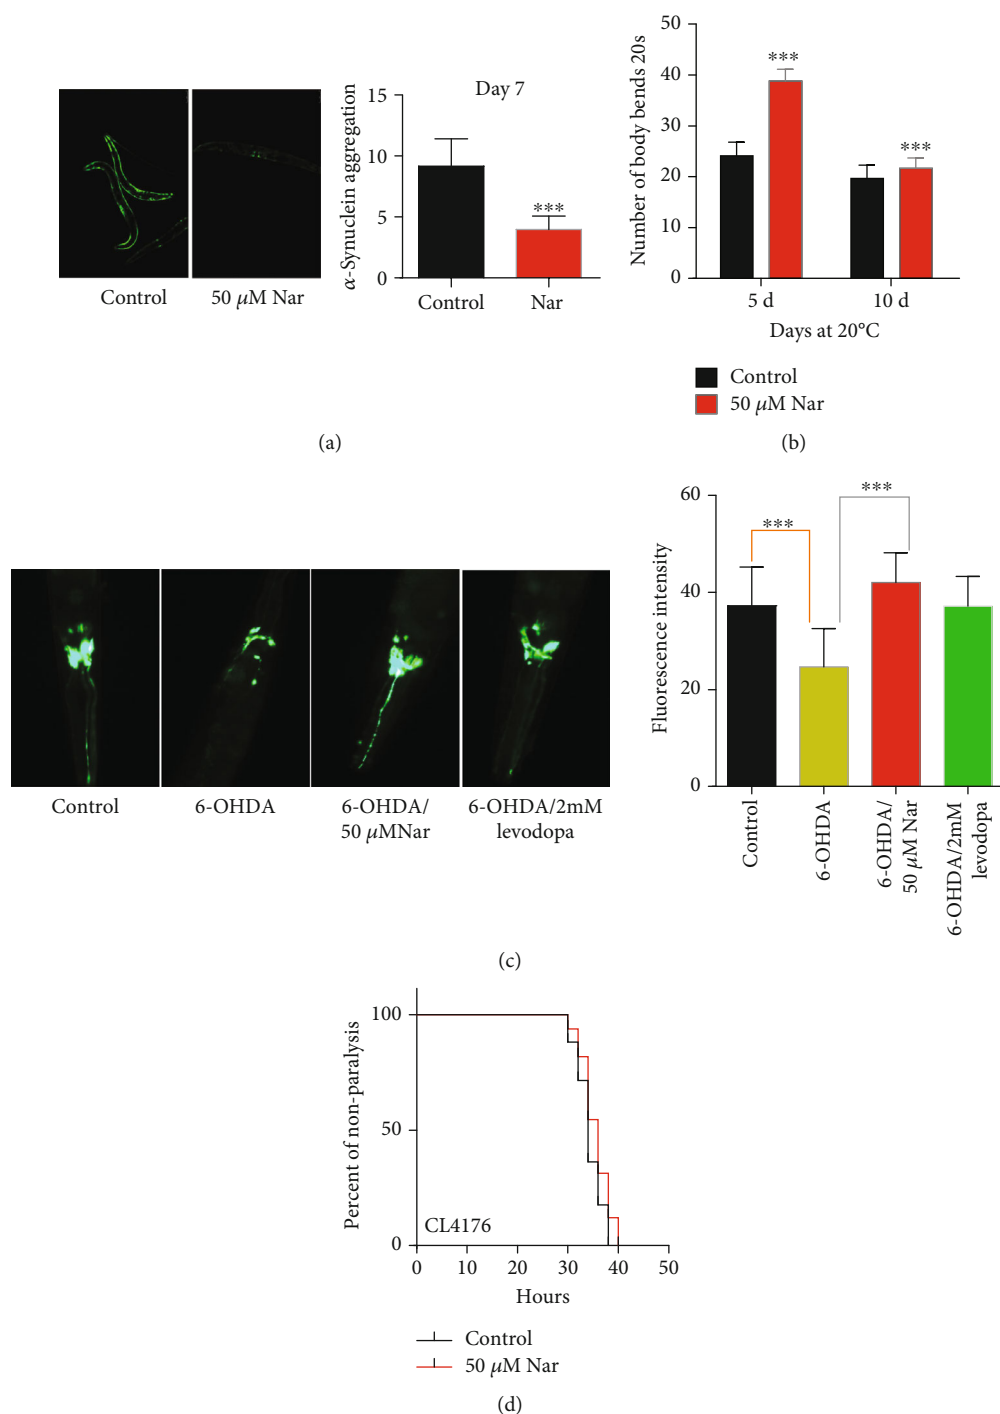 Control
50 μM Nar
Day 7
α-Synuclein aggregation
15
10
5
0
***
Control
Nar
(a)
Number of body bends 20s
50
40
30
20
10
0
***
***
5 d
10 d
Days at 20°C
Control
50 μM Nar
(b)
Control
6-OHDA
6-OHDA/
50 μMNar
6-OHDA/2mM
levodopa
Fluorescence intensity
60
40
20
0
***
***
Control
6-OHDA
6-OHDA/
50 μM Nar
6-OHDA/2mM
levodopa
(c)
Percent of non-paralysis
100
50
0
CL4176
0
10
20
30
40
50
Hours
Control
50 μM Nar
(d)